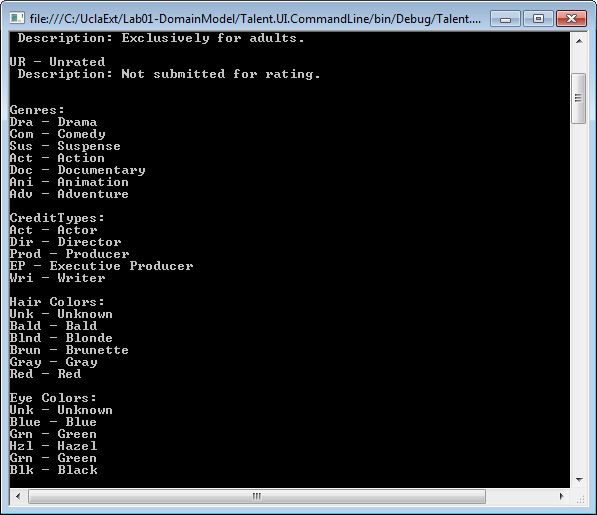 file:///C:/UclaExt/Lab01-DomainModel/Talent.UI.CommandLine/bin/Debug/Talent....
Description: Exclusively for adults.
UR - Unrated
Description: Not submitted for rating.
Genres:
Dra - Drama
Com - Comedy
Sus - Suspense
Act - Action
Doc - Documentary
Ani - Animation
Adv - Adventure
CreditTypes:
Act - Actor
Dir - Director
Prod - Producer
EP - Executive Producer
Wri - Writer
Hair Colors:
Unk - Unknown
Bald - Bald
Blnd - Blonde
Brun - Brunette
Gray - Gray
Red - Red
Eye Colors:
Unk - Unknown
Blue - Blue
Grn - Green
Hzl - Hazel
Grn - Green
Blk - Black